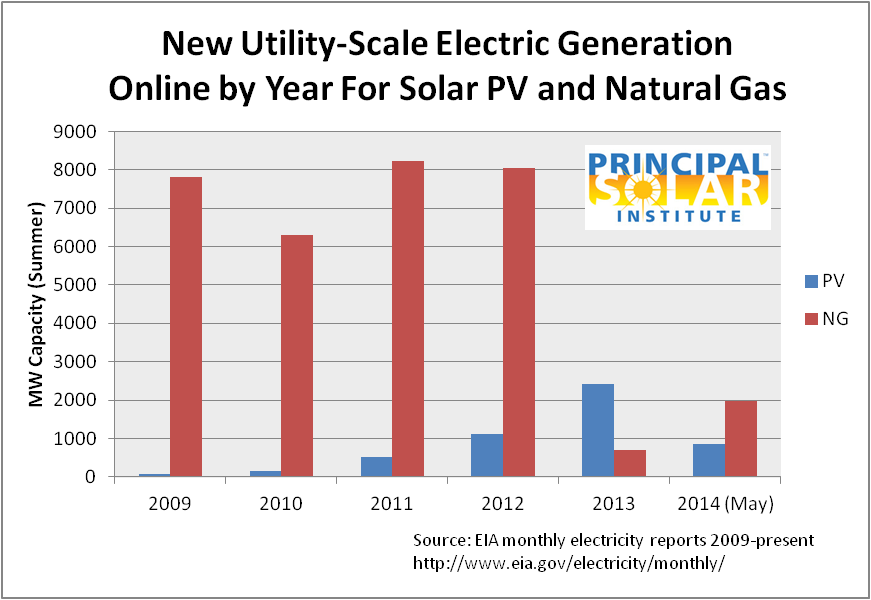 New Utility-Scale Electric Generation
Online by Year For Solar PV and Natural Gas
MW Capacity (Summer)
9000
8000
7000
6000
5000
4000
3000
2000
1000
0
PRINCIPAL™
SOLAR
INSTITUTE
PV
NG
2009 2010 2011 2012 2013 2014 (May)
Source: EIA monthly electricity reports 2009-present
http://www.eia.gov/electricity/monthly/